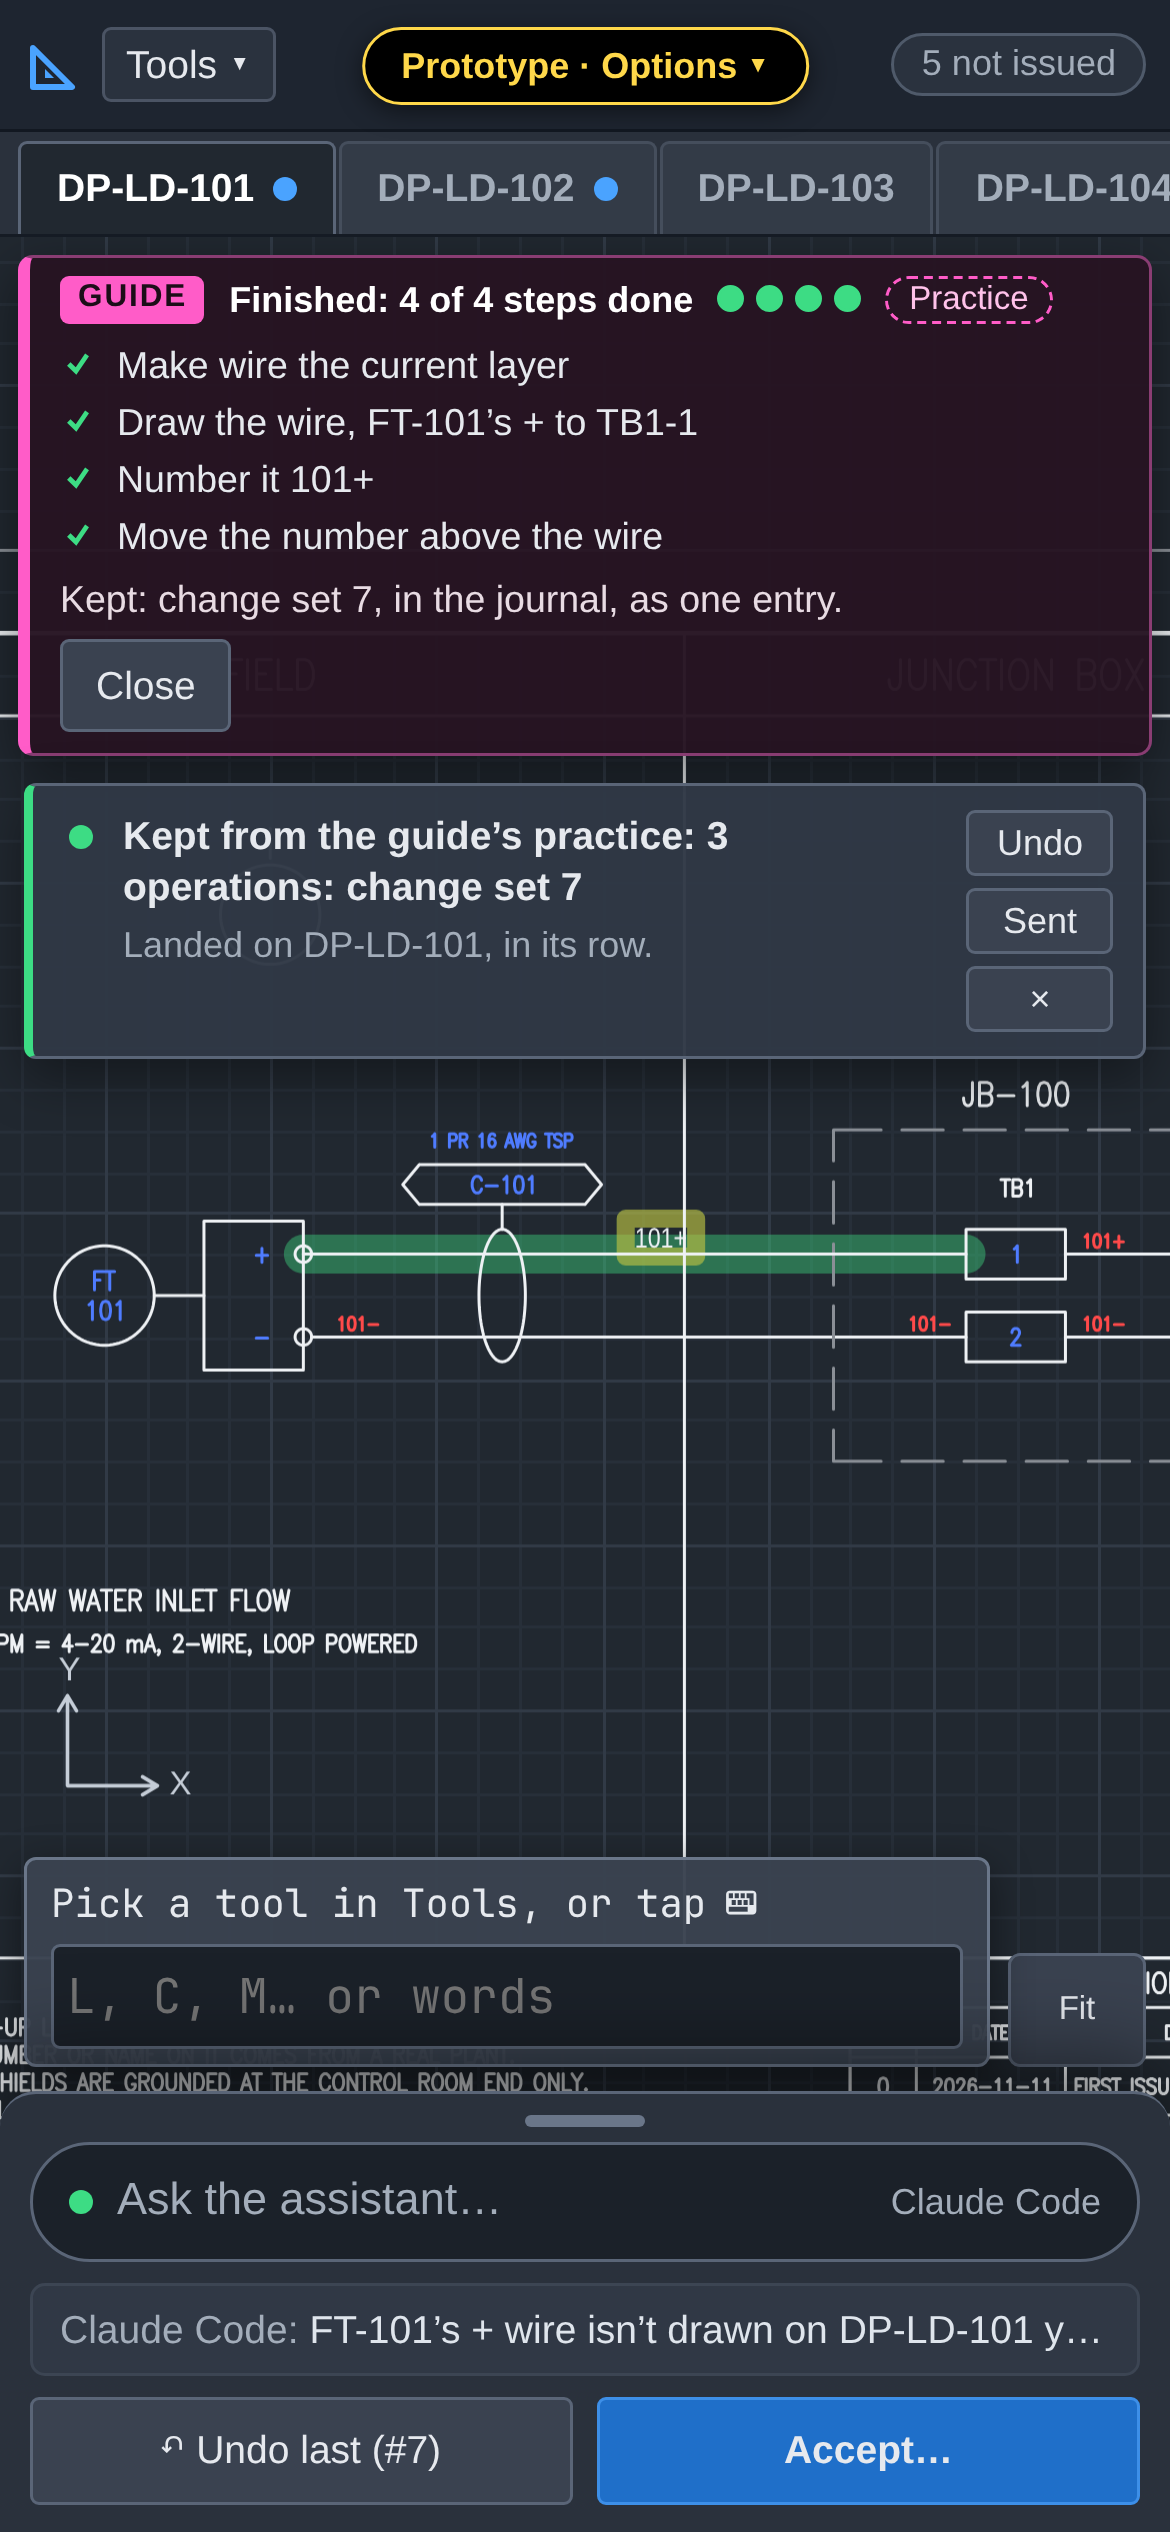 Tools ▼
Prototype · Options ▼
5 not issued
DP-LD-101
DP-LD-102
DP-LD-103
DP-LD-104
GUIDE Finished: 4 of 4 steps done Practice
Make wire the current layer
Draw the wire, FT-101’s + to TB1-1
Number it 101+
Move the number above the wire
Kept: change set 7, in the journal, as one entry.
Close
FIELD
JUNCTION BOX
Kept from the guide’s practice: 3
operations: change set 7
Landed on DP-LD-101, in its row.
Undo
Sent
×
JB-100
1 PR 16 AWG TSP
C-101
TB1
101+
+
1
101+
FT
101
−
101-
101-
2
101-
RAW WATER INLET FLOW
PM = 4-20 mA, 2-WIRE, LOOP POWERED
Y
X
Pick a tool in Tools, or tap
L, C, M… or words
Fit
HIELDS ARE GROUNDED AT THE CONTROL ROOM END ONLY.
0 2026-11-11 FIRST ISSU
Ask the assistant…
Claude Code
Claude Code: FT-101’s + wire isn’t drawn on DP-LD-101 y…
Undo last (#7)
Accept…